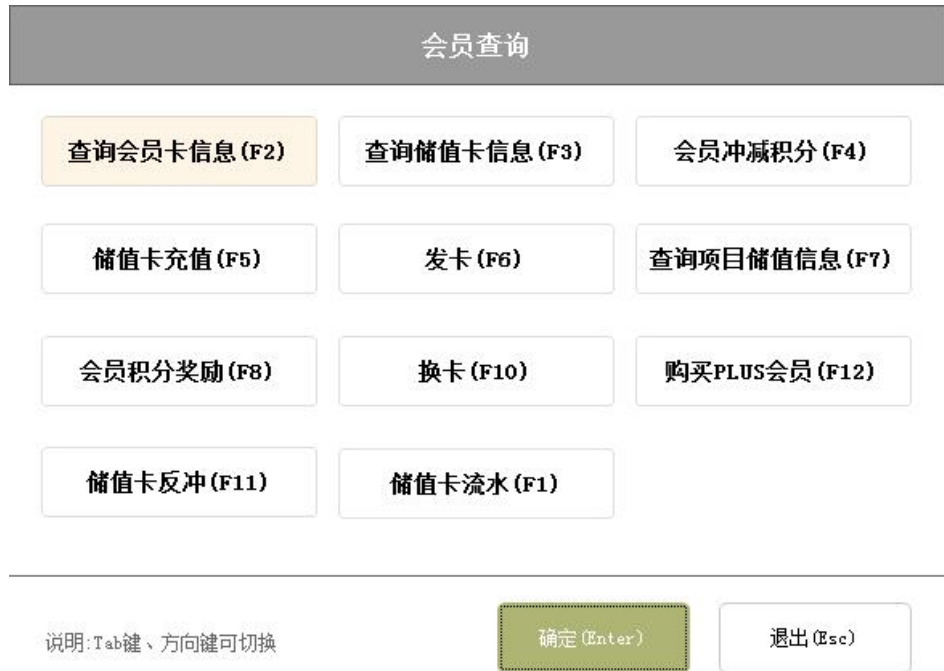 会员查询
查询会员卡信息(F2)
查询储值卡信息(F3)
会员冲减积分(F4)
储值卡充值(F5)
发卡(F6)
查询项目储值信息(F7)
会员积分奖励(F8)
换卡(F10)
购买PLUS会员(F12)
储值卡反冲(F11)
储值卡流水(F1)
说明:Tab键、方向键可切换
确定(Enter)
退出(Esc)